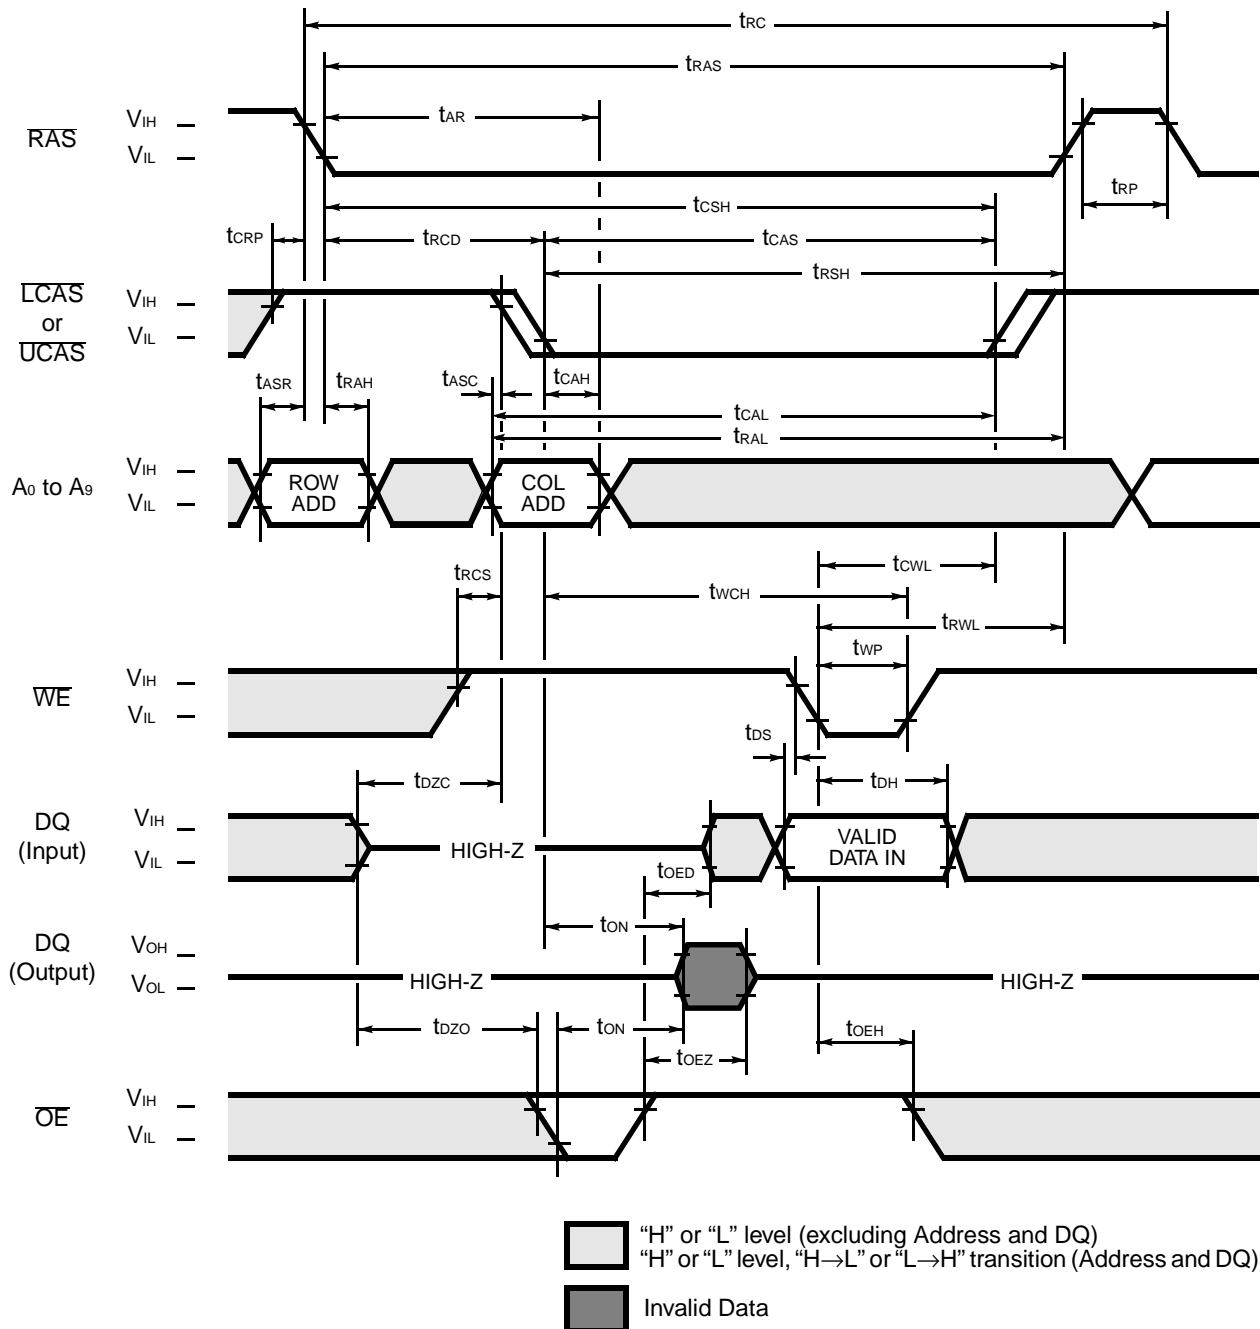 tRC
tRAS
tAR
RAS
VIH
VIL
tRP
tCSH
tCRP
tRCD
tCAS
tRSH
LCAS
or
UCAS
VIH
VIL
tASR
tRAH
tASC
tCAH
tCAL
tRAL
A0 to A9
VIH
VIL
ROW
ADD
COL
ADD
tCWL
tRCS
tWCH
tRWL
tWP
WE
VIH
VIL
tDS
tDZC
tDH
DQ
(Input)
VIH
VIL
HIGH-Z
VALID
DATA IN
tOED
tON
DQ
(Output)
VOH
VOL
HIGH-Z
HIGH-Z
tDZO
tON
tOEH
tOEZ
OE
VIH
VIL
“H” or “L” level (excluding Address and DQ)
“H” or “L” level, “H→L” or “L→H” transition (Address and DQ)
Invalid Data